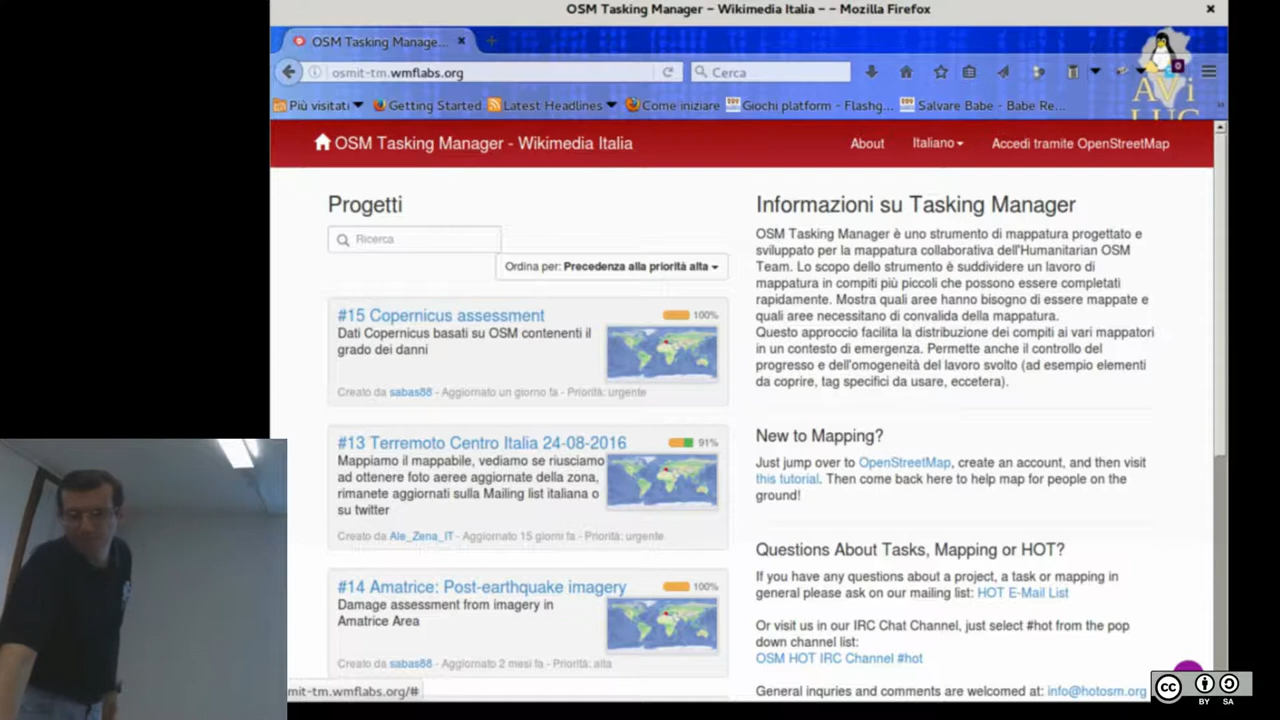 OSM Tasking Manager - Wikimedia Italia - - Mozilla Firefox
OSM Tasking Manage...
osmit-tm.wmflabs.org
Cerca
Più visitati
Getting Started
Latest Headlines
Come iniziare
Giochi platform - Flashg...
Salvare Babe - Babe Re...
AVi
LUG
OSM Tasking Manager - Wikimedia Italia
About
Italiano
Accedi tramite OpenStreetMap
Progetti
Ricerca
Ordina per: Precedenza alla priorità alta
#15 Copernicus assessment
100%
Dati Copernicus basati su OSM contenenti il
grado dei danni
Creato da sabas88 - Aggiornato un giorno fa - Priorità: urgente
#13 Terremoto Centro Italia 24-08-2016
91%
Mappiamo il mappabile, vediamo se riusciamo
ad ottenere foto aeree aggiornate della zona,
rimanete aggiornati sulla Mailing list italiana o
su twitter
Creato da Ale_Zena_IT - Aggiornato 15 giorni fa - Priorità: urgente
#14 Amatrice: Post-earthquake imagery
100%
Damage assessment from imagery in
Amatrice Area
Creato da sabas88 - Aggiornato 2 mesi fa - Priorità: alta
mit-tm.wmflabs.org/#
Informazioni su Tasking Manager
OSM Tasking Manager è uno strumento di mappatura progettato e
sviluppato per la mappatura collaborativa dell'Humanitarian OSM
Team. Lo scopo dello strumento è suddividere un lavoro di
mappatura in compiti più piccoli che possono essere completati
rapidamente. Mostra quali aree hanno bisogno di essere mappate e
quali aree necessitano di convalida della mappatura.
Questo approccio facilita la distribuzione dei compiti ai vari mappatori
in un contesto di emergenza. Permette anche il controllo del
progresso e dell'omogeneità del lavoro svolto (ad esempio elementi
da coprire, tag specifici da usare, eccetera).
New to Mapping?
Just jump over to OpenStreetMap, create an account, and then visit
this tutorial. Then come back here to help map for people on the
ground!
Questions About Tasks, Mapping or HOT?
If you have any questions about a project, a task or mapping in
general please ask on our mailing list: HOT E-Mail List
Or visit us in our IRC Chat Channel, just select #hot from the pop
down channel list:
OSM HOT IRC Channel #hot
General inquries and comments are welcomed at: info@hotosm.org
cc
BY SA